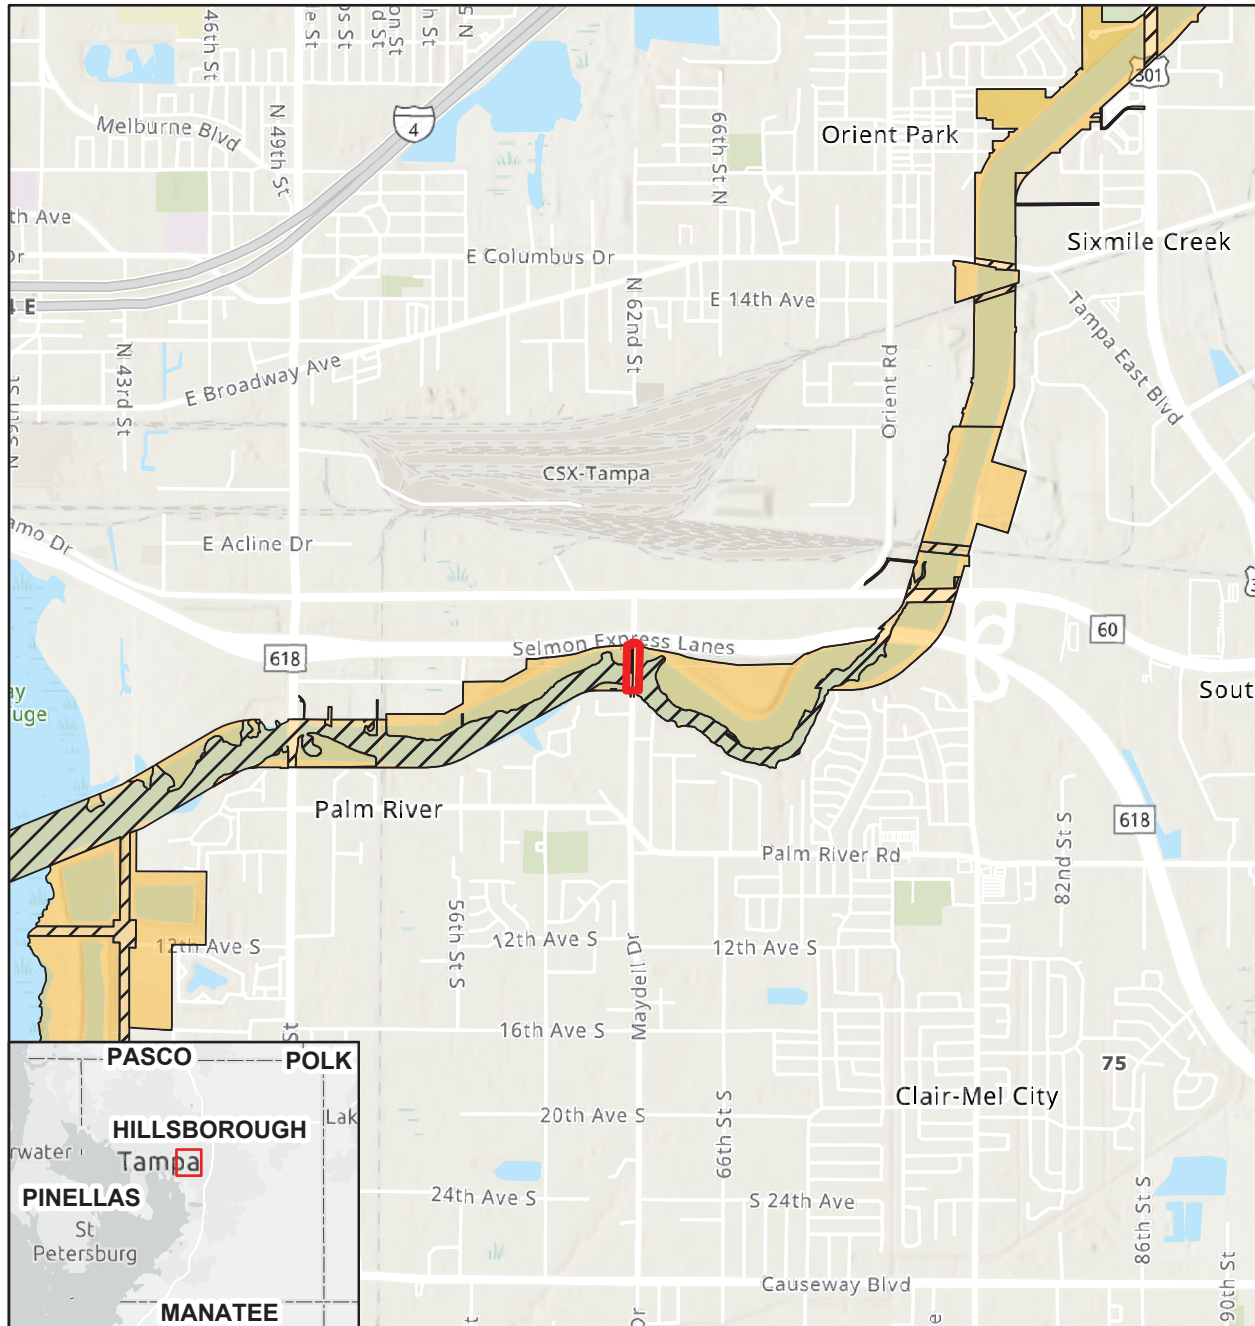 46th St
5 N
Melburne Blvd
N 49th St
4
66th St N
Orient Park
301
th Ave
E Columbus Dr
Sixmile Creek
N 62nd St
E 14th Ave
Tampa East Blvd
E
N 43rd St
E Broadway Ave
Orient Rd
CSX-Tampa
E Acline Dr
618
Selmon Express Lanes
60
Palm River
618
Palm River Rd
82nd St S
56th St S
12th Ave S
12th Ave S
12th Ave S
Maydell Dr
16th Ave S
St
75
Clair-Mel City
20th Ave S
66th St S
24th Ave S
S 24th Ave
86th St S
90th St
Causeway Blvd
PASCO
POLK
HILLSBOROUGH
Tampa
PINELLAS
St
Petersburg
MANATEE